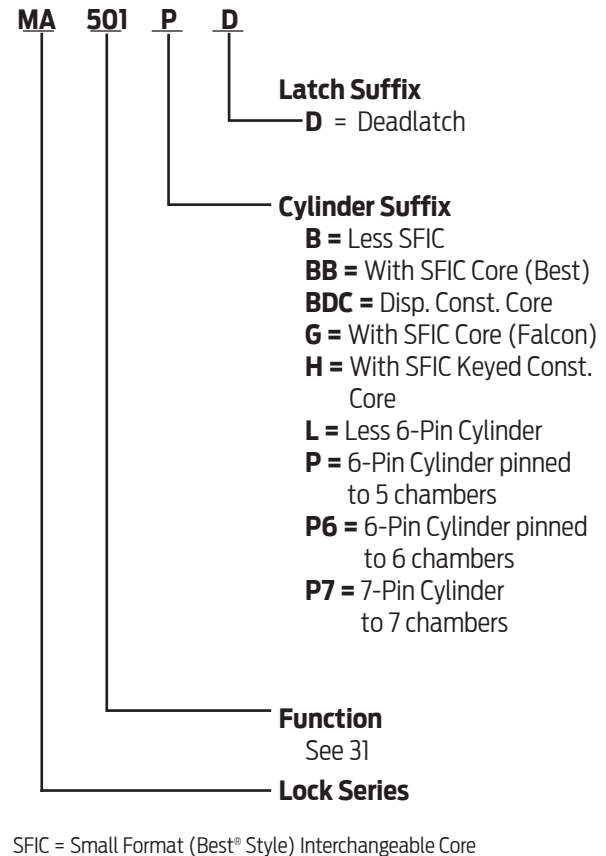 MA 501 P D
Latch Suffix
D = Deadlatch
Cylinder Suffix
B = Less SFIC
BB = With SFIC Core (Best)
BDC = Disp. Const. Core
G = With SFIC Core (Falcon)
H = With SFIC Keyed Const.
Core
L = Less 6-Pin Cylinder
P = 6-Pin Cylinder pinned
to 5 chambers
P6 = 6-Pin Cylinder pinned
to 6 chambers
P7 = 7-Pin Cylinder
to 7 chambers
Function
See 31
Lock Series
SFIC = Small Format (Best® Style) Interchangeable Core